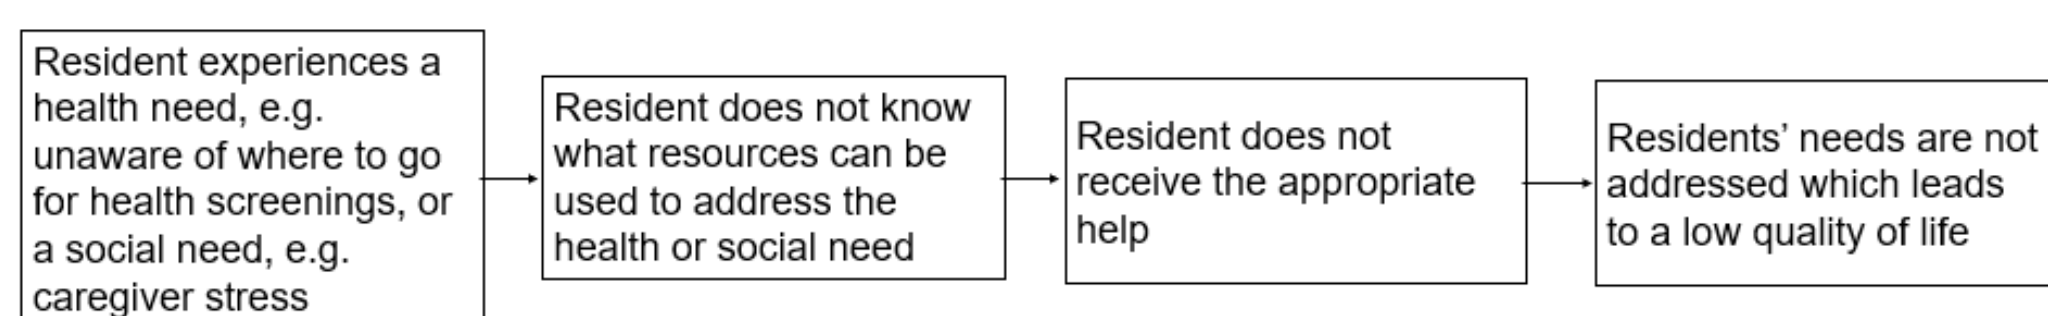 Resident experiences a
health need, e.g.
unaware of where to go
for health screenings, or
a social need, e.g.
caregiver stress
Resident does not know
what resources can be
used to address the
health or social need
Resident does not
receive the appropriate
help
Residents’ needs are not
addressed which leads
to a low quality of life